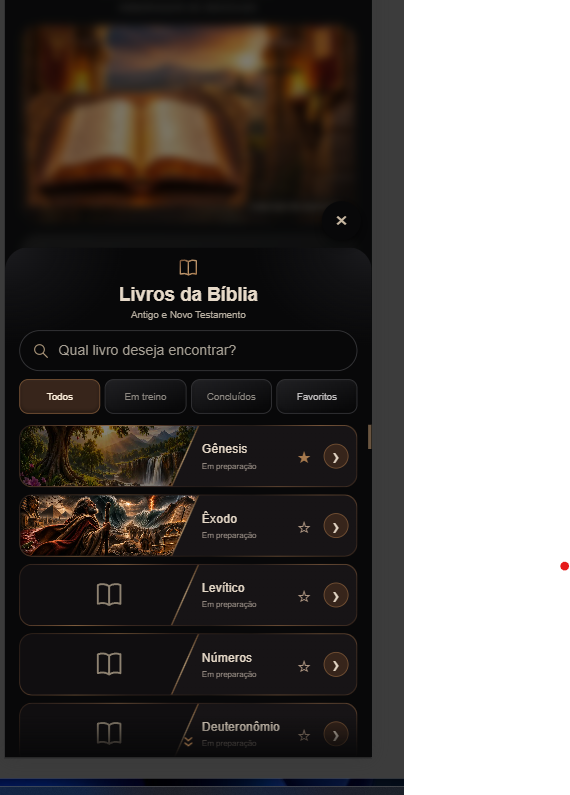 Livros da Bíblia
Antigo e Novo Testamento
Qual livro deseja encontrar?
Todos
Em treino
Concluídos
Favoritos
Gênesis
Em preparação
Êxodo
Em preparação
Levítico
Em preparação
Números
Em preparação
Deuteronômio
Em preparação